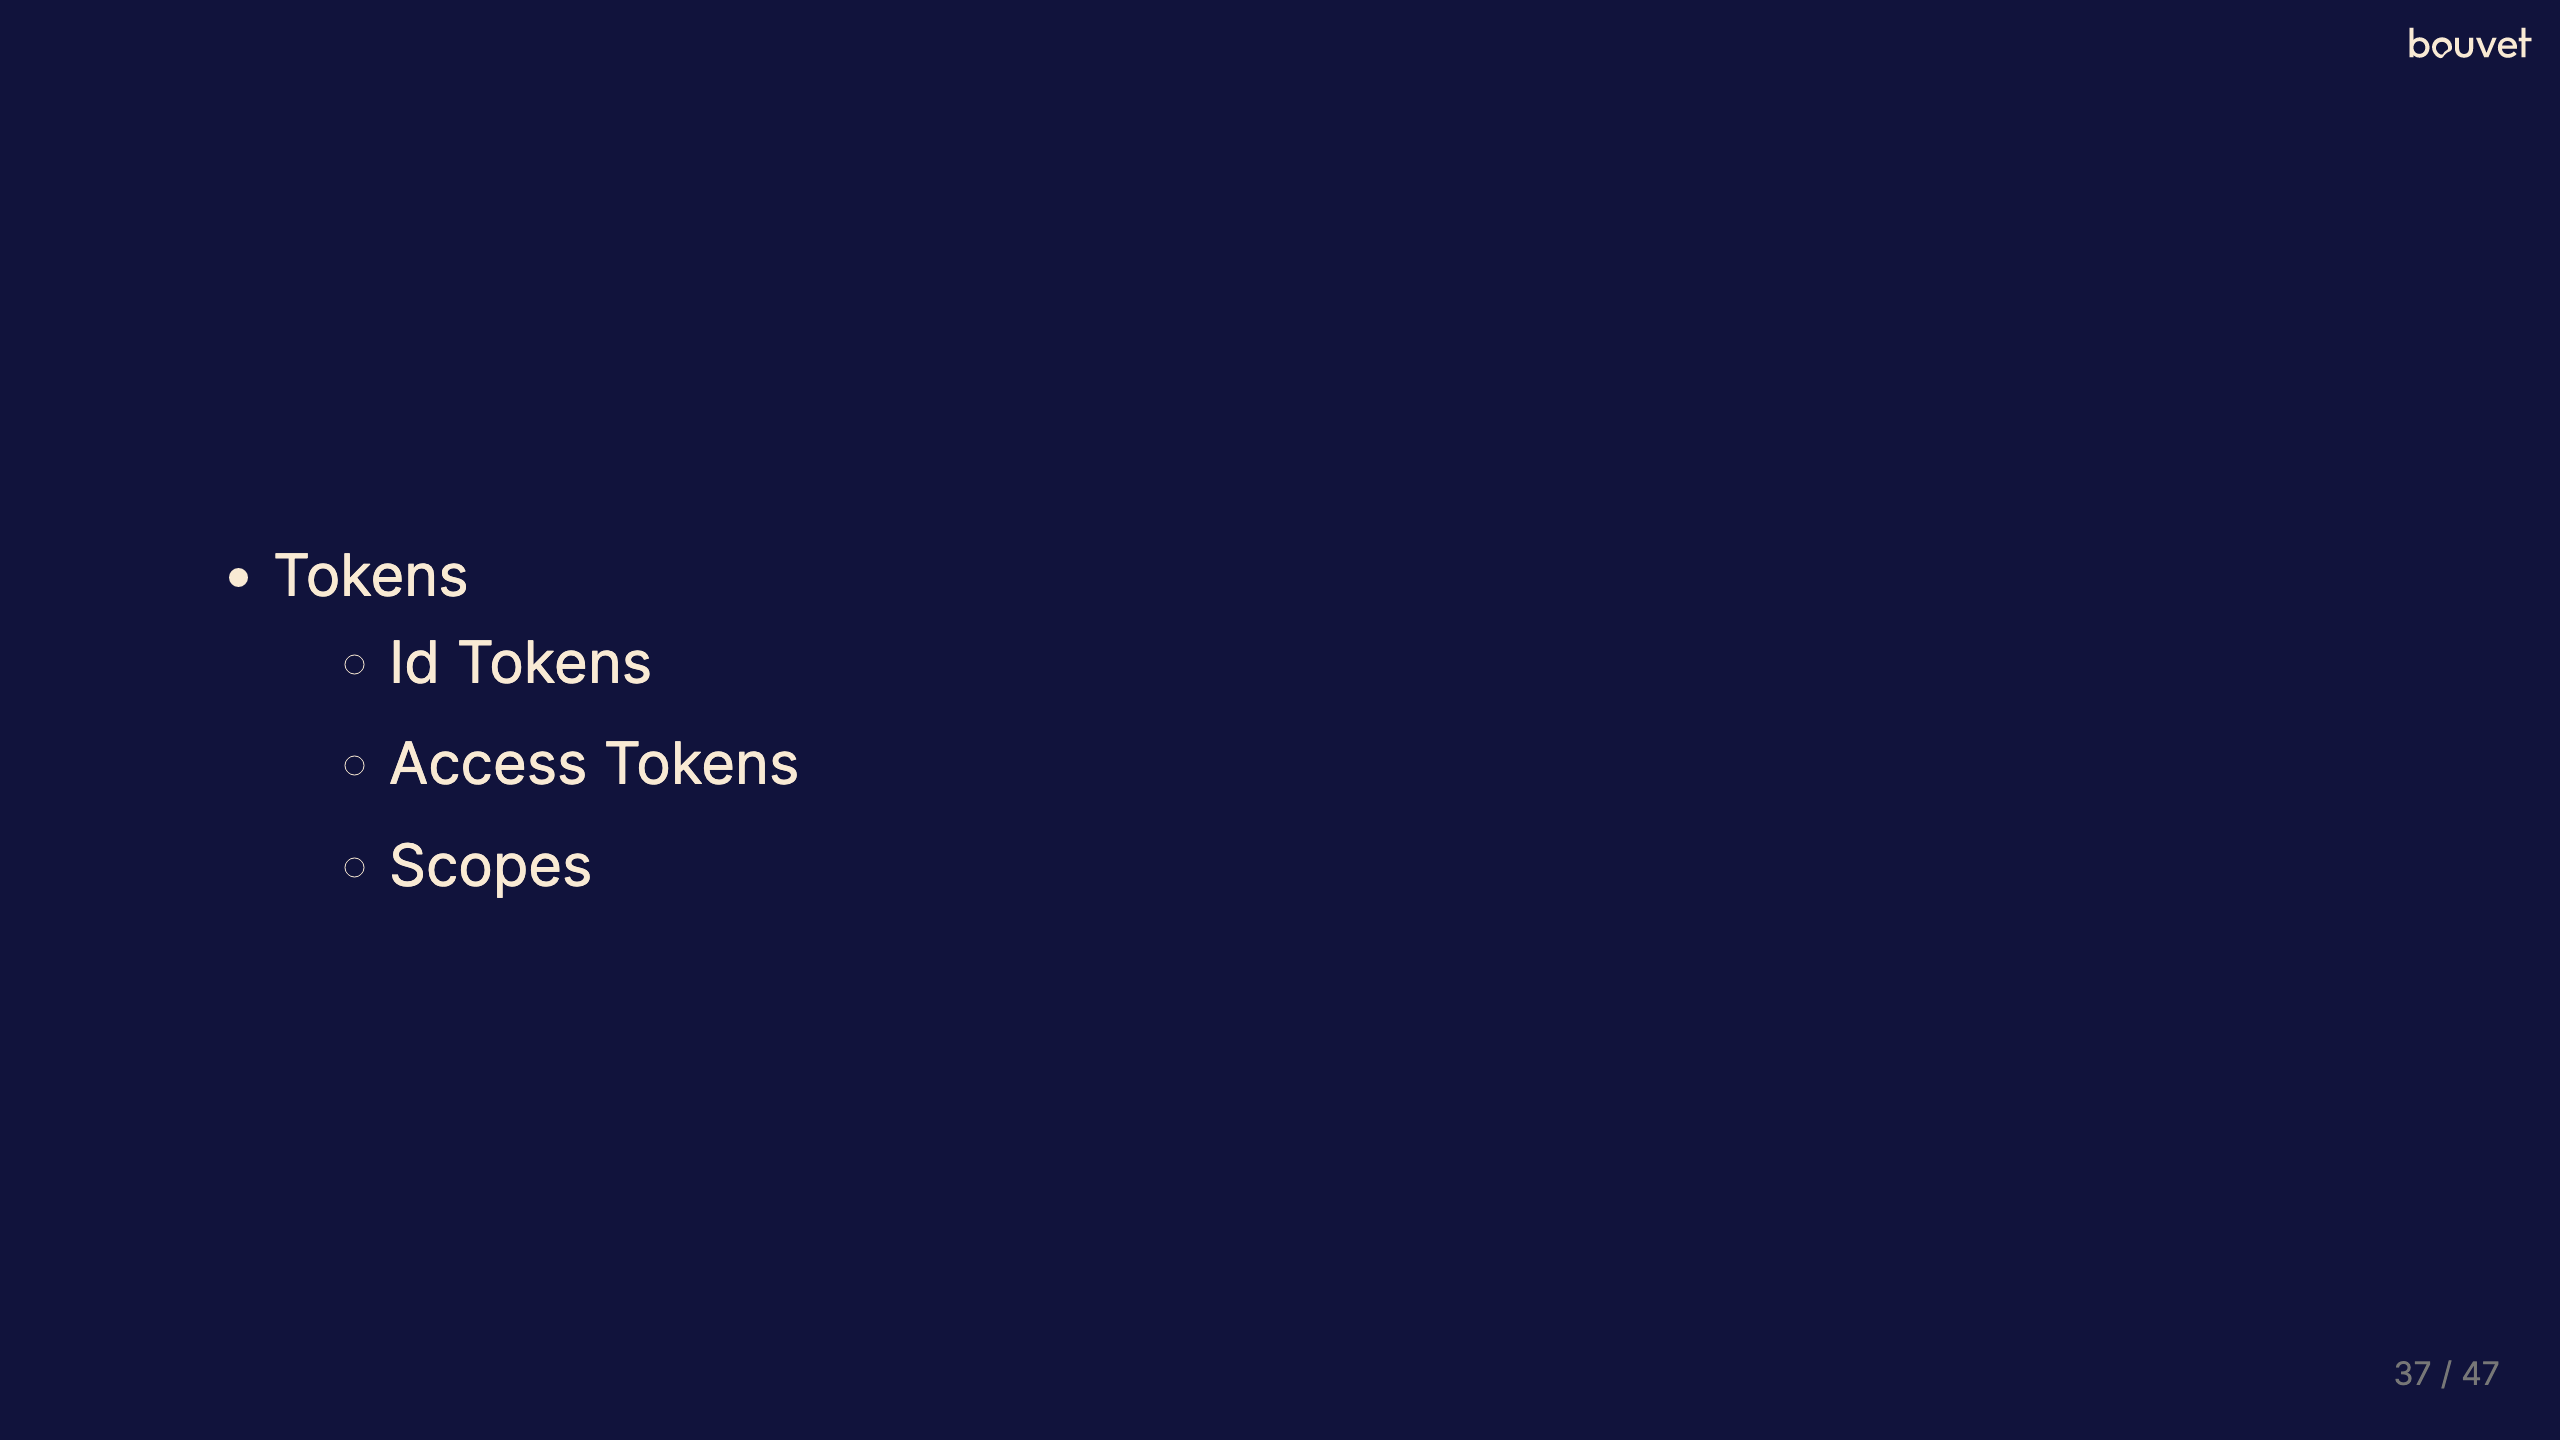 bouvet
• Tokens
○ Id Tokens
○ Access Tokens
○ Scopes
37 / 47